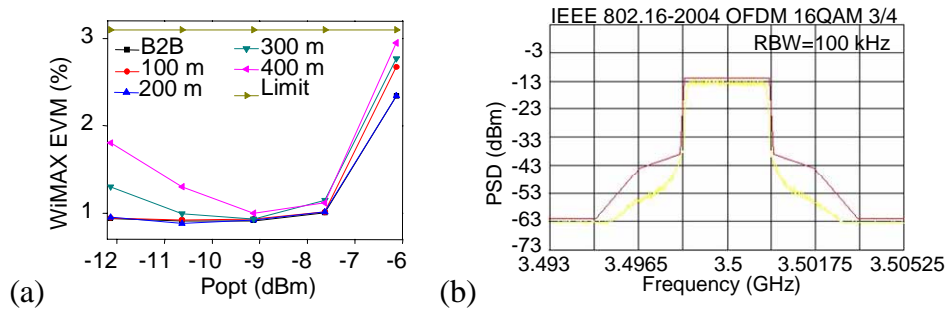 WiMAX EVM (%)
3
2
1
B2B
100 m
200 m
300 m
400 m
Limit
-12 -11 -10 -9 -8 -7 -6
Popt (dBm)
(a)
IEEE 802.16-2004 OFDM 16QAM 3/4
RBW=100 kHz
PSD (dBm)
-3
-13
-23
-33
-43
-53
-63
-73
3.493 3.4965 3.5 3.50175 3.50525
Frequency (GHz)
(b)